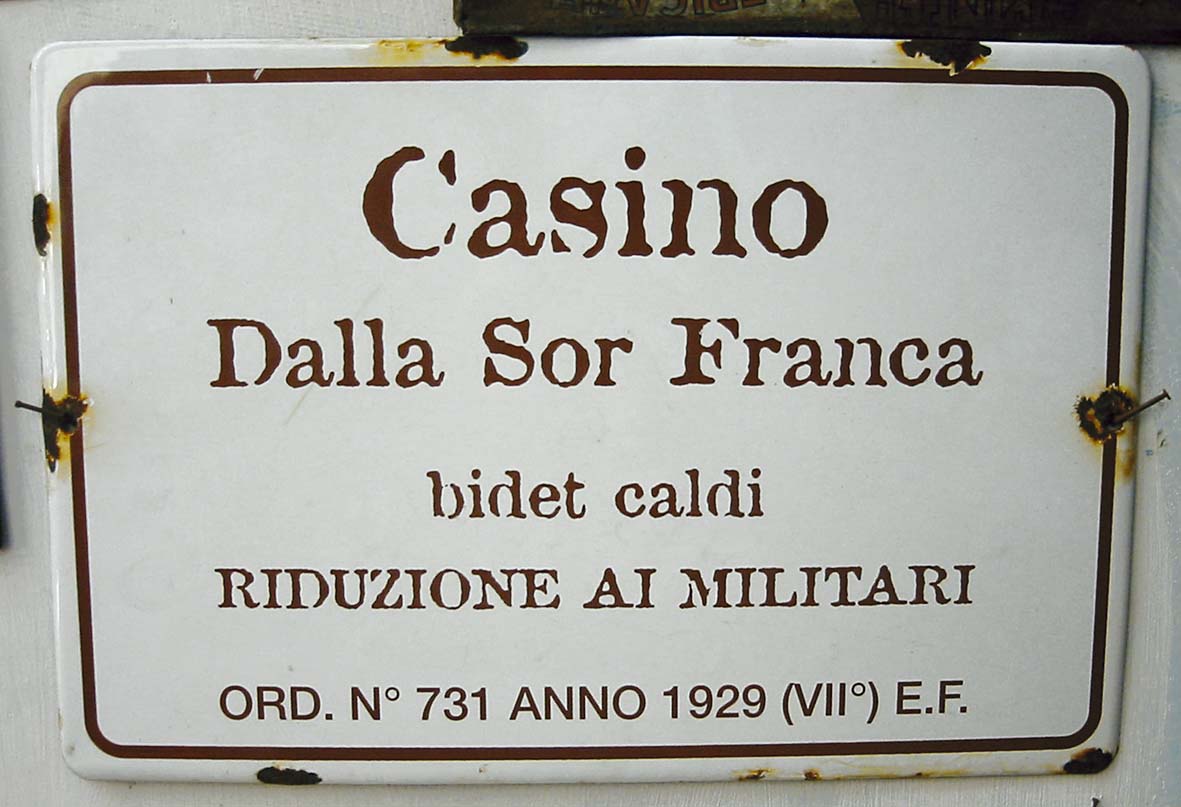 Casino
Dalla Sor Franca
bidet caldi
RIDUZIONE AI MILITARI
ORD. N° 731 ANNO 1929 (VII°) E.F.